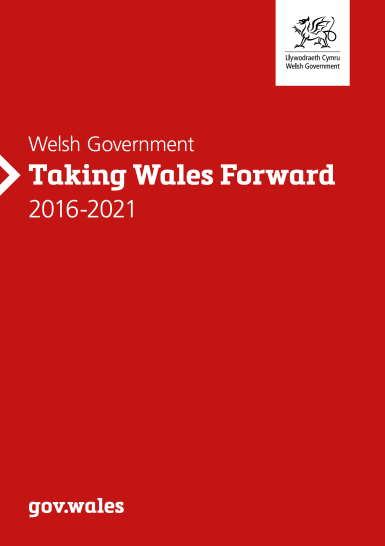 Llywodraeth Cymru
Welsh Government
Welsh Government
Taking Wales Forward
2016-2021
gov.wales